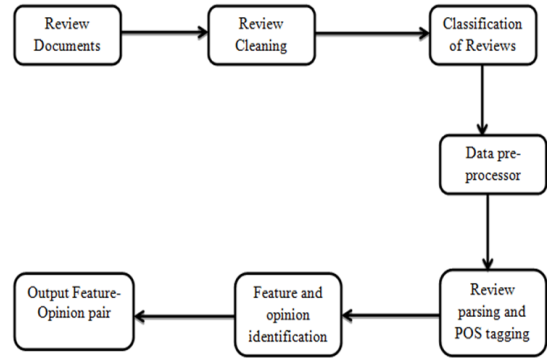 Review
Documents
Review
Cleaning
Classification
of Reviews
Data pre-
processor
Review
parsing and
POS tagging
Feature and
opinion
identification
Output Feature-
Opinion pair